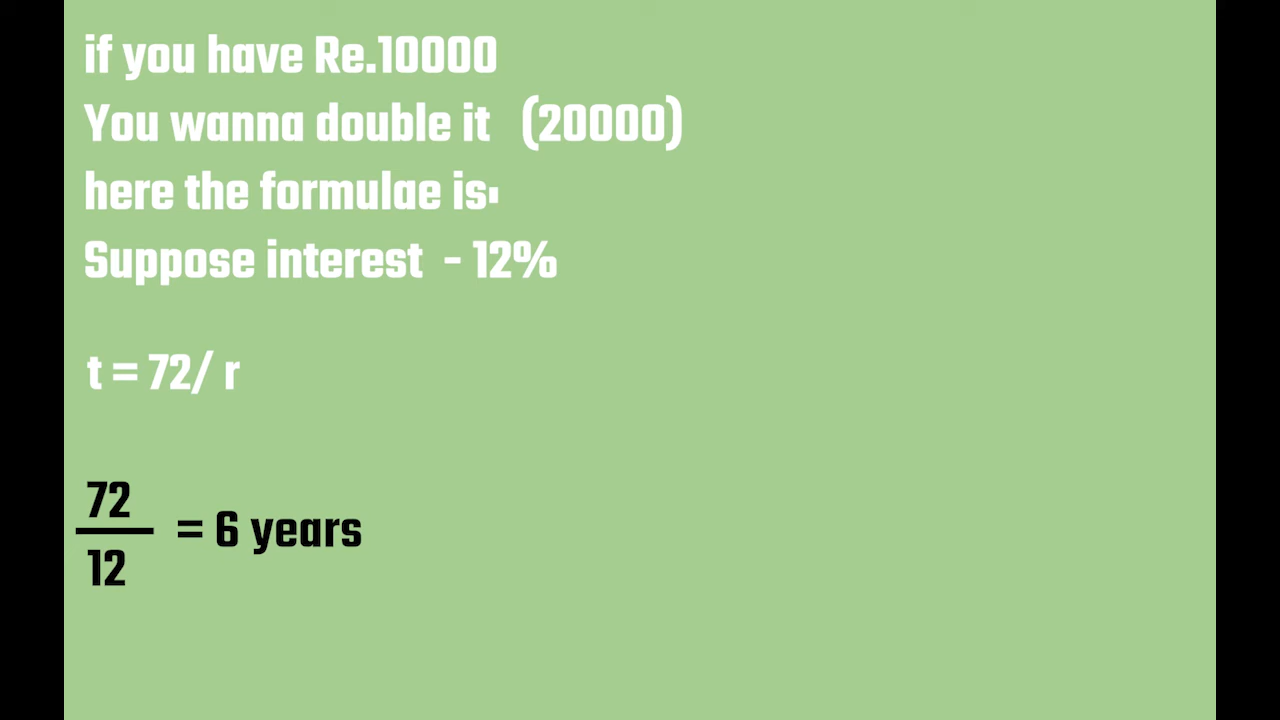 if you have Re.10000
You wanna double it (20000)
here the formulae is:
Suppose interest - 12%
t = 72/ r
72
12
= 6 years